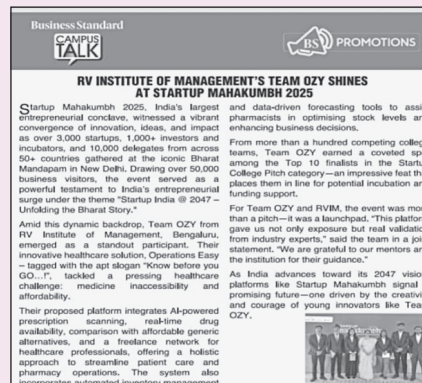 Business Standard
CAMPUS
TALK
BS PROMOTIONS
RV INSTITUTE OF MANAGEMENT'S TEAM OZY SHINES
AT STARTUP MAHAKUMBH 2025
Startup Mahakumbh 2025, India's largest
entrepreneurial conclave, witnessed a vibrant
convergence of innovation, ideas, and impact
as over 3,000 startups, 1,000+ investors and
incubators, and 10,000 delegates from across
50+ countries gathered at the iconic Bharat
Mandapam in New Delhi. Drawing over 50,000
business visitors, the event served as a
powerful testament to India's entrepreneurial
surge under the theme "Startup India @ 2047 –
Unfolding the Bharat Story."
Amid this dynamic backdrop, Team OZY from
RV Institute of Management, Bengaluru,
emerged as a standout participant. Their
innovative healthcare solution, Operations Easy
– tagged with the apt slogan "Know before you
GO...!", tackled a pressing healthcare
challenge: medicine inaccessibility and
affordability.
Their proposed platform integrates AI-powered
prescription scanning, real-time drug
availability, comparison with affordable generic
alternatives, and a freelance network for
healthcare professionals, offering a holistic
approach to streamline patient care and
pharmacy operations. The system also
incorporates automated inventory management
and data-driven forecasting tools to assi
pharmacists in optimising stock levels an
enhancing business decisions.
From more than a hundred competing colleg
teams, Team OZY earned a coveted sp
among the Top 10 finalists in the Startu
College Pitch category—an impressive feat th
places them in line for potential incubation an
funding support.
For Team OZY and RVIM, the event was mo
than a pitch—it was a launchpad. "This platfor
gave us not only exposure but real validatio
from industry experts," said the team in a joi
statement. "We are grateful to our mentors an
the institution for their guidance."
As India advances toward its 2047 visio
platforms like Startup Mahakumbh signal
promising future—one driven by the creativi
and courage of young innovators like Tea
OZY.